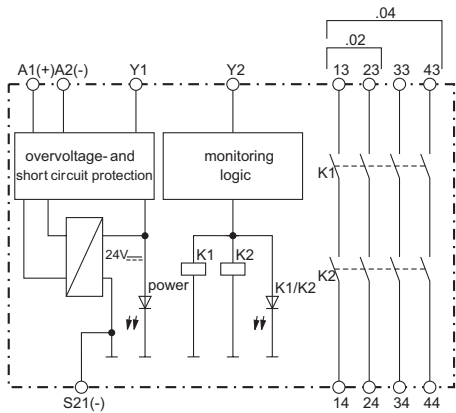 .04
.02
A1(+) A2(-) Y1 Y2 13 23 33 43
overvoltage- and
short circuit protection
monitoring
logic
K1
24V
K1 K2
K2
power
K1/K2
S21(-) 14 24 34 44